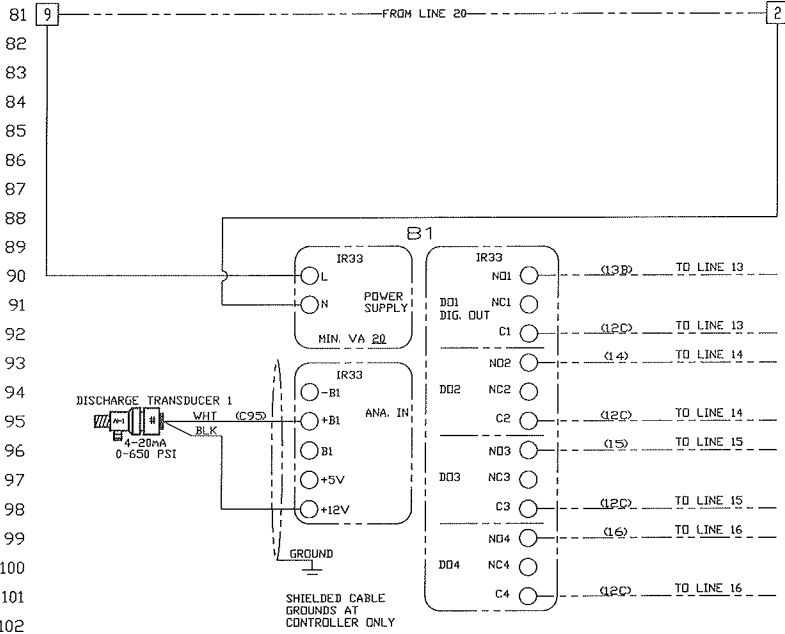 81 9 FROM LINE 20 2
82
83
84
85
86
87
88
89 B1
IR33 IR33
90 L NO1 (13B) TO LINE 13
POWER SUPPLY
91 N DO1 NC1
DIG. OUT
92 MIN. VA 20 C1 (12C) TO LINE 13
93 IR33 NO2 (14) TO LINE 14
94 -B1 DO2 NC2
DISCHARGE TRANSDUCER 1 ANA. IN
95 A-1 # WHT (C95) +B1 C2 (12C) TO LINE 14
BLK
96 4-20mA B1 NO3 (15) TO LINE 15
0-650 PSI
97 +5V DO3 NC3
98 +12V C3 (12C) TO LINE 15
99 NO4 (16) TO LINE 16
GROUND
100 DO4 NC4
101 C4 (12C) TO LINE 16
SHIELDED CABLE
GROUNDS AT
102 CONTROLLER ONLY